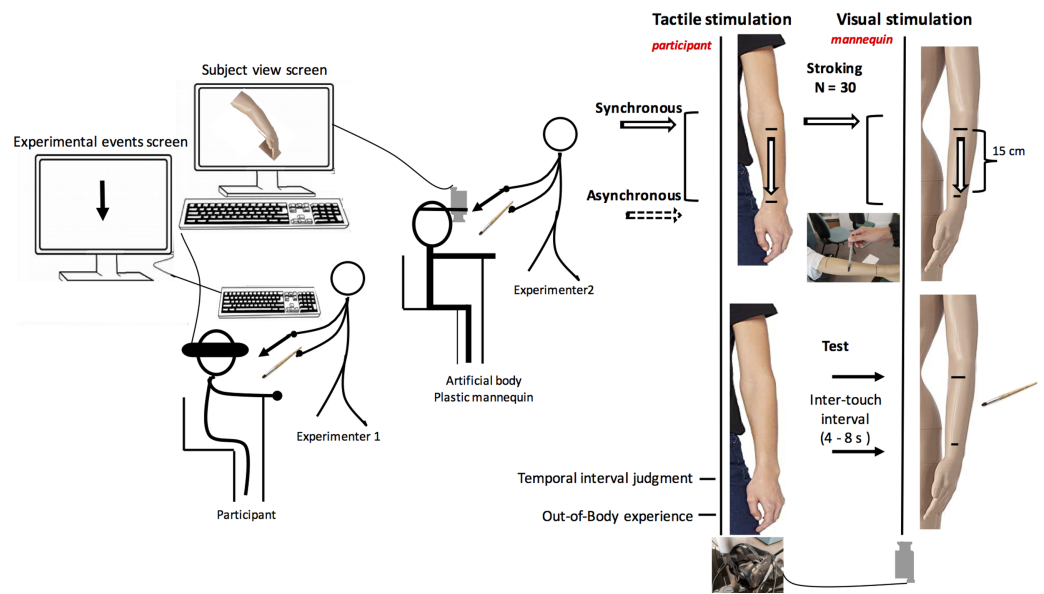 Subject view screen
Experimental events screen
Experimenter2
Artificial body
Plastic mannequin
Experimenter 1
Participant
Tactile stimulation
participant
Visual stimulation
mannequin
Synchronous
Asynchronous
Stroking
N = 30
15 cm
Test
Inter-touch
interval
(4 - 8 s )
Temporal interval judgment
Out-of-Body experience